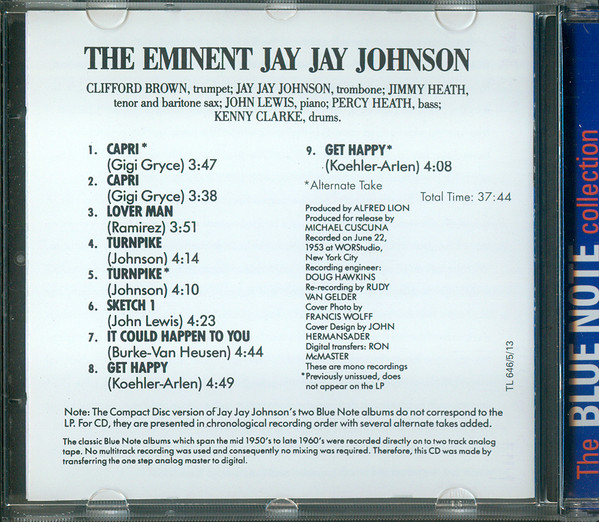 THE EMINENT JAY JAY JOHNSON
CLIFFORD BROWN, trumpet; JAY JAY JOHNSON, trombone; JIMMY HEATH,
tenor and baritone sax; JOHN LEWIS, piano; PERCY HEATH, bass;
KENNY CLARKE, drums.
1. CAPRI *
(Gigi Gryce) 3:47
2. CAPRI
(Gigi Gryce) 3:38
3. LOVER MAN
(Ramirez) 3:51
4. TURNPIKE
(Johnson) 4:14
5. TURNPIKE *
(Johnson) 4:10
6. SKETCH 1
(John Lewis) 4:23
7. IT COULD HAPPEN TO YOU
(Burke-Van Heusen) 4:44
8. GET HAPPY
(Koehler-Arlen) 4:49
9. GET HAPPY*
(Koehler-Arlen) 4:08
*Alternate Take
Total Time: 37:44
Produced by ALFRED LION
Produced for release by
MICHAEL CUSCUNA
Recorded on June 22,
1953 at WORStudio,
New York City
Recording engineer:
DOUG HAWKINS
Re-recording by RUDY
VAN GELDER
Cover Photo by
FRANCIS WOLFF
Cover Design by JOHN
HERMANSADER
Digital transfers: RON
McMASTER
These are mono recordings
*Previously unissued, does
not appear on the LP
TL 646/5/13
Note: The Compact Disc version of Jay Jay Johnson's two Blue Note albums do not correspond to the
LP. For CD, they are presented in chronological recording order with several alternate takes added.
The classic Blue Note albums which span the mid 1950's to late 1960's were recorded directly on to two track analog
tape. No multitrack recording was used and consequently no mixing was required. Therefore, this CD was made by
transferring the one step analog master to digital.
The BLUE NOTE collection